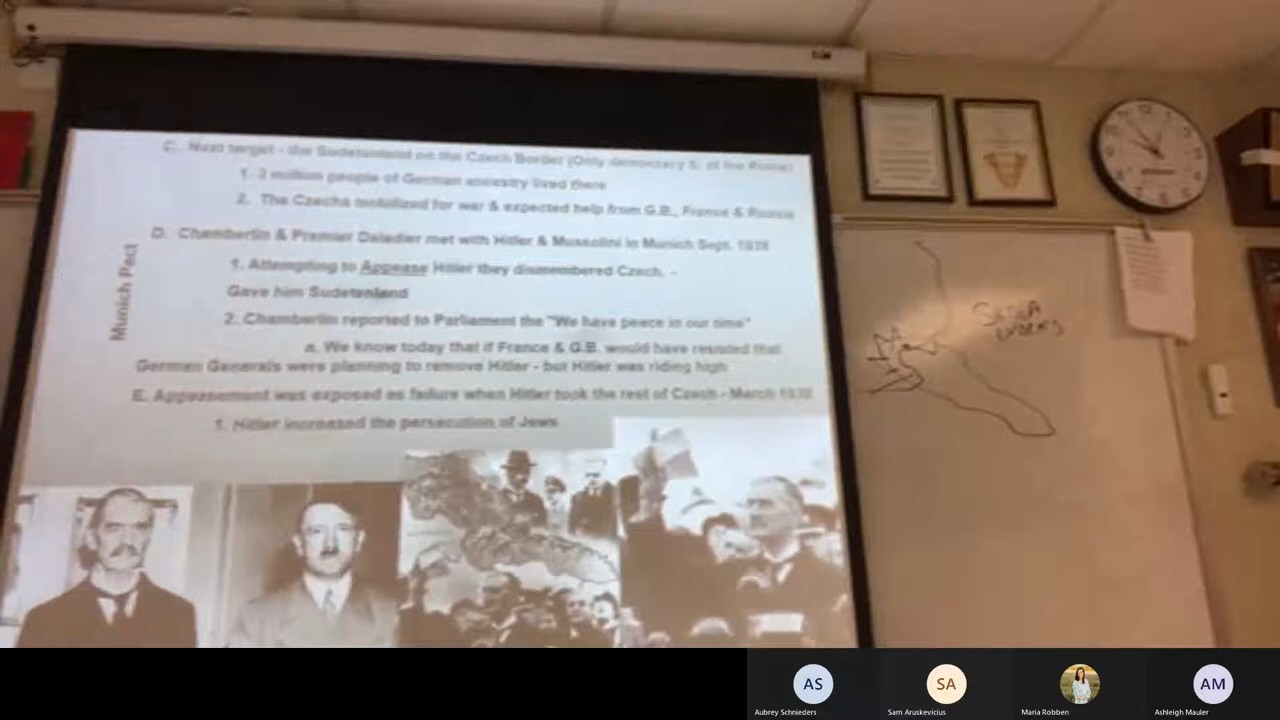 C. Next target - the Sudetenland on the Czech Border (Only democracy E. of the Rhine)
1. 3 million people of German ancestry lived there
2. The Czechs mobilized for war & expected help from G.B., France & Russia
D. Chamberlin & Premier Daladier met with Hitler & Mussolini in Munich Sept. 1938
1. Attempting to Appease Hitler they dismembered Czech. -
Gave him Sudetenland
2. Chamberlin reported to Parliament the "We have peace in our time"
a. We know today that if France & G.B. would have resisted that
German Generals were planning to remove Hitler - but Hitler was riding high
E. Appeasement was exposed as failure when Hitler took the rest of Czech - March 1939
1. Hitler increased the persecution of Jews
Munich Pact
AS
SA
AM
Aubrey Schnieders
Sam Aruskevicius
Maria Robben
Ashleigh Mauler